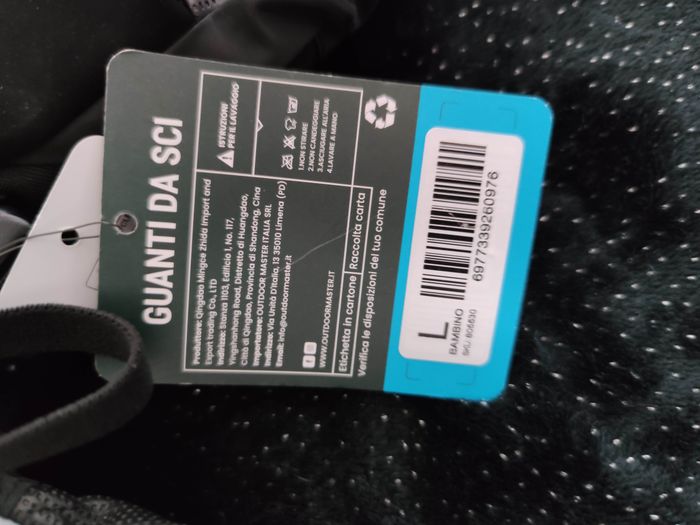 GUANTI DA SCI
ISTRUZIONI
PER IL LAVAGGIO
1.NON STIRARE
2.NON CANDEGGIARE
3.ASCIUGARE ALL'ARIA
4.LAVARE A MANO
Produttore: Qingdao Mingce Zhida Import and
Export trading Co., LTD
Indirizzo: Stanza 1103, Edificio 1, No. 117,
Yingshanhong Road, Distretto di Huangdao,
Città di Qingdao, Provincia di Shandong, Cina
Importatore: OUTDOOR MASTER ITALIA SRL
Indirizzo: Via Unità D'Italia, 13 35010 Limena (PD)
Email: info@outdoormaster.it
WWW.OUTDOORMASTER.IT
Etichetta in cartone Raccolta carta
Verifica le disposizioni del tuo comune
6977339260976
L
BAMBINO
SKU: 806630